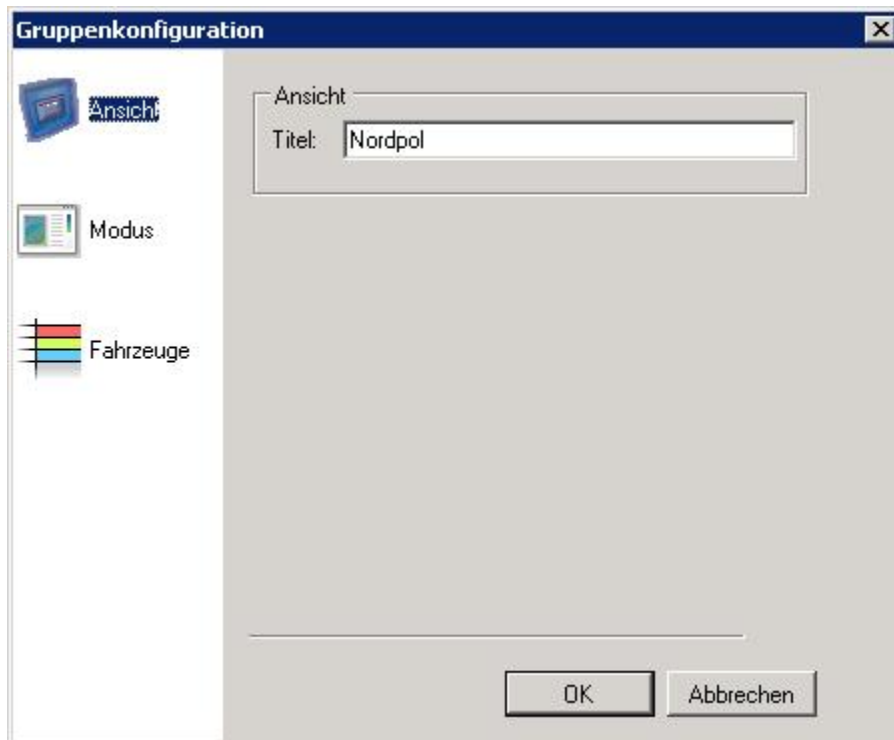 Gruppenkonfiguration
Ansicht
Modus
Fahrzeuge
Ansicht
Titel: Nordpol
OK Abbrechen